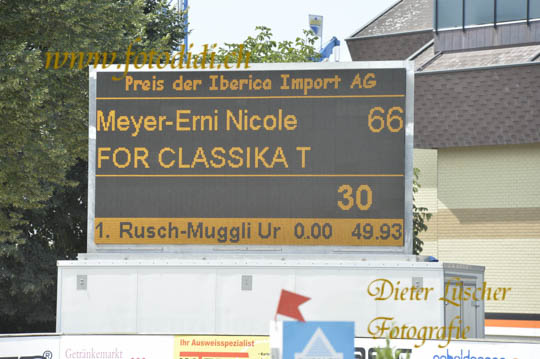 www.fotodidi.ch
Preis der Iberica Import AG
Meyer-Erni Nicole 66
FOR CLASSIKA T
30
1. Rusch-Muggli Ur 0.00 49.93
Dieter Lüscher
Fotografie
Ihr Ausweisspezialist
Getränkemarkt